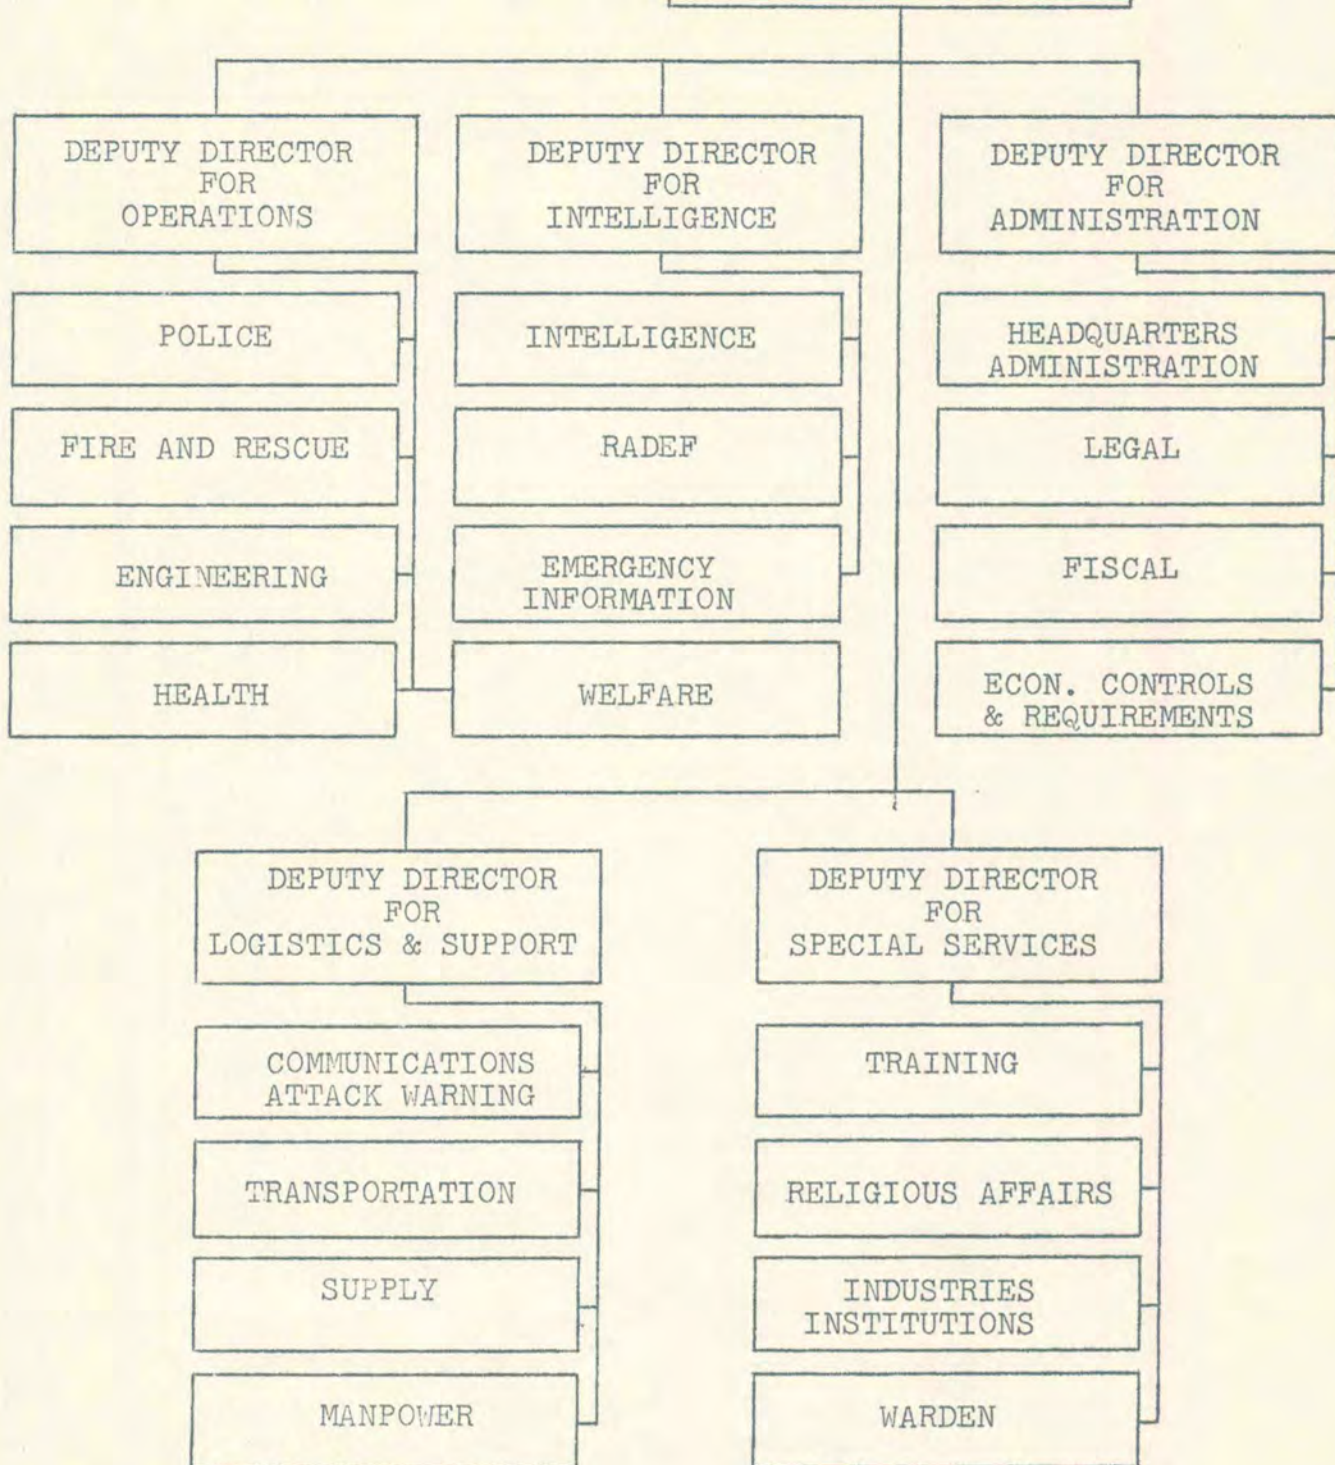 DEPUTY DIRECTOR
FOR
OPERATIONS
DEPUTY DIRECTOR
FOR
INTELLIGENCE
DEPUTY DIRECTOR
FOR
ADMINISTRATION
POLICE
INTELLIGENCE
HEADQUARTERS
ADMINISTRATION
FIRE AND RESCUE
RADEF
LEGAL
ENGINEERING
EMERGENCY
INFORMATION
FISCAL
HEALTH
WELFARE
ECON. CONTROLS
& REQUIREMENTS
DEPUTY DIRECTOR
FOR
LOGISTICS & SUPPORT
DEPUTY DIRECTOR
FOR
SPECIAL SERVICES
COMMUNICATIONS
ATTACK WARNING
TRAINING
TRANSPORTATION
RELIGIOUS AFFAIRS
SUPPLY
INDUSTRIES
INSTITUTIONS
MANPOWER
WARDEN